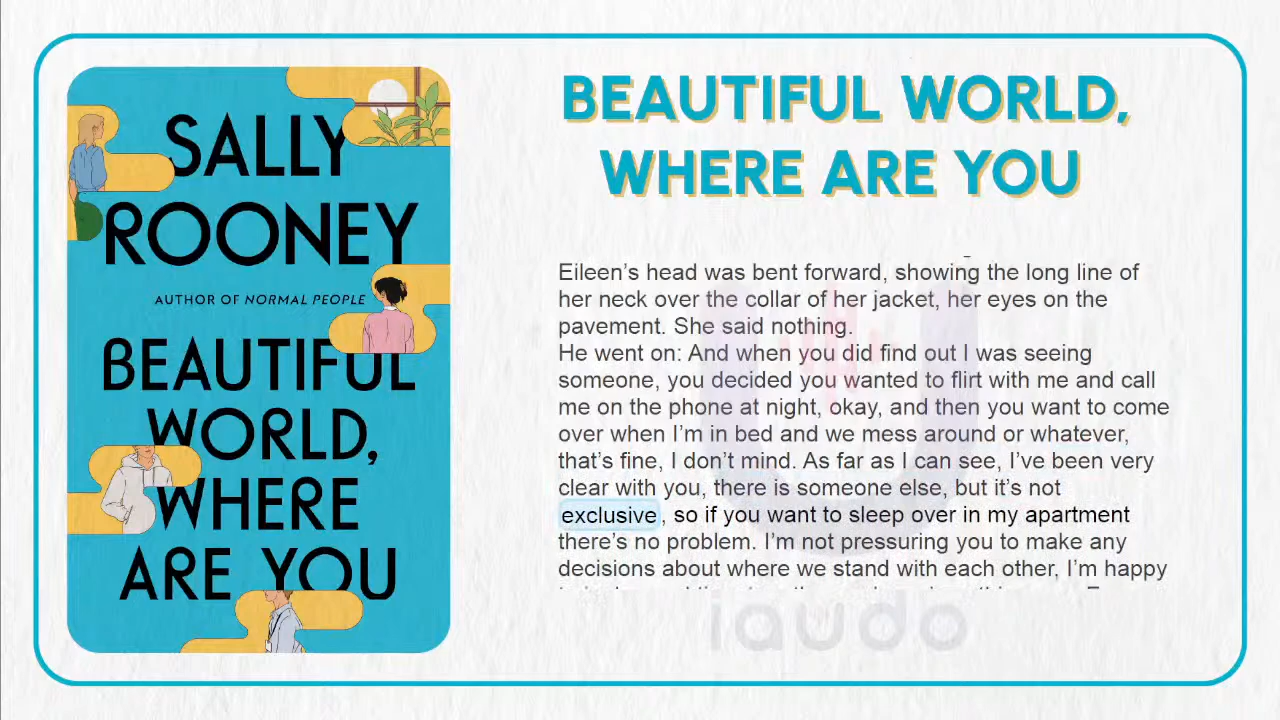 SALLY
ROONEY
AUTHOR OF NORMAL PEOPLE
BEAUTIFUL
WORLD,
WHERE
ARE YOU
BEAUTIFUL WORLD,
WHERE ARE YOU
Eileen’s head was bent forward, showing the long line of
her neck over the collar of her jacket, her eyes on the
pavement. She said nothing.
He went on: And when you did find out I was seeing
someone, you decided you wanted to flirt with me and call
me on the phone at night, okay, and then you want to come
over when I’m in bed and we mess around or whatever,
that’s fine, I don’t mind. As far as I can see, I’ve been very
clear with you, there is someone else, but it’s not
exclusive, so if you want to sleep over in my apartment
there’s no problem. I’m not pressuring you to make any
decisions about where we stand with each other, I’m happy
iaudo